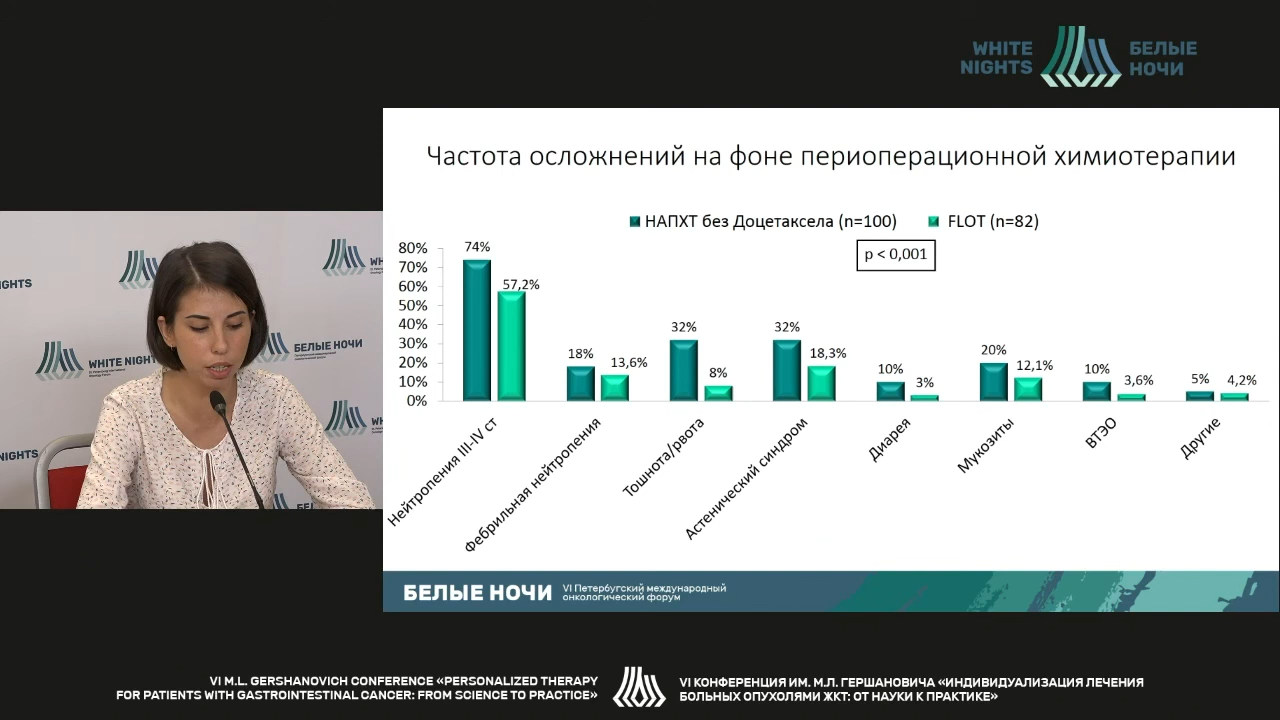 WHITE
NIGHTS
БЕЛЫЕ
НОЧИ
Частота осложнений на фоне периоперационной химиотерапии
НАПХТ без Доцетаксела (n=100)
FLOT (n=82)
p < 0,001
80%
70%
60%
50%
40%
30%
20%
10%
0%
74%
57,2%
18%
13,6%
32%
8%
32%
18,3%
10%
3%
20%
12,1%
10%
3,6%
5%
4,2%
Нейтропения III-IV ст
Фебрильная нейтропения
Тошнота/рвота
Астенический синдром
Диарея
Мукозиты
ВТЭО
Другие
БЕЛЫЕ НОЧИ
VI Петербугский международный
онкологический форум
WHITE NIGHTS
БЕЛЫЕ НОЧИ
NIGHTS
NIGHTS
VI M.L. GERSHANOVICH CONFERENCE «PERSONALIZED THERAPY
FOR PATIENTS WITH GASTROINTESTINAL CANCER: FROM SCIENCE TO PRACTICE»
VI КОНФЕРЕНЦИЯ ИМ. М.Л. ГЕРШАНОВИЧА «ИНДИВИДУАЛИЗАЦИЯ ЛЕЧЕНИЯ
БОЛЬНЫХ ОПУХОЛЯМИ ЖКТ: ОТ НАУКИ К ПРАКТИКЕ»